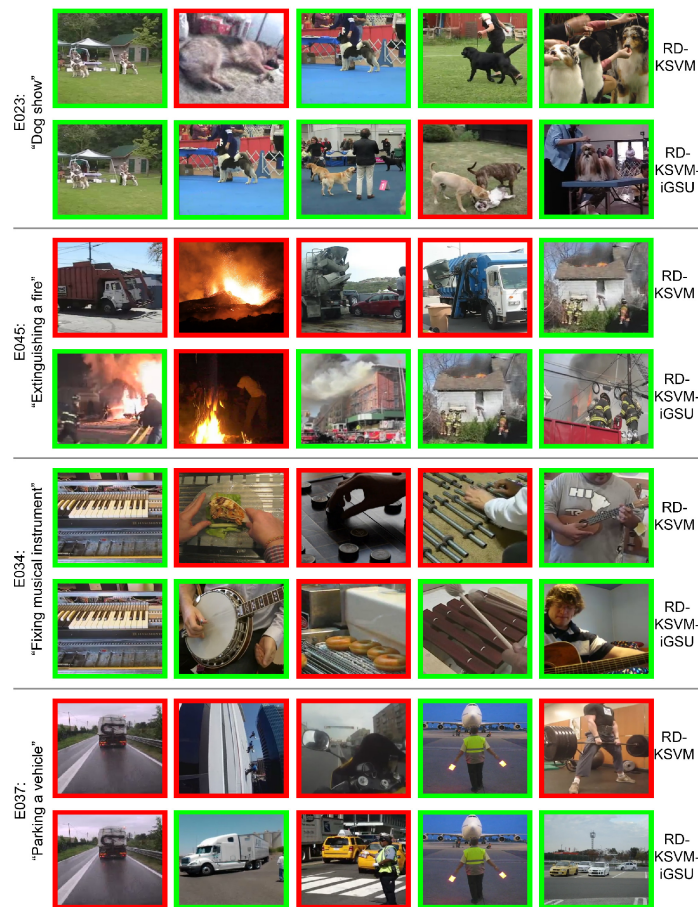 E023:
"Dog show"
RD-
KSVM
RD-
KSVM-
iGSU
E045:
"Extinguishing a fire"
RD-
KSVM
RD-
KSVM-
iGSU
E034:
"Fixing musical instrument"
RD-
KSVM
RD-
KSVM-
iGSU
E037:
"Parking a vehicle"
RD-
KSVM
RD-
KSVM-
iGSU